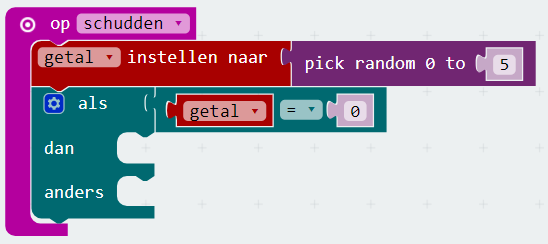 op schudden
getal instellen naar pick random 0 to 5
als getal = 0
dan
anders